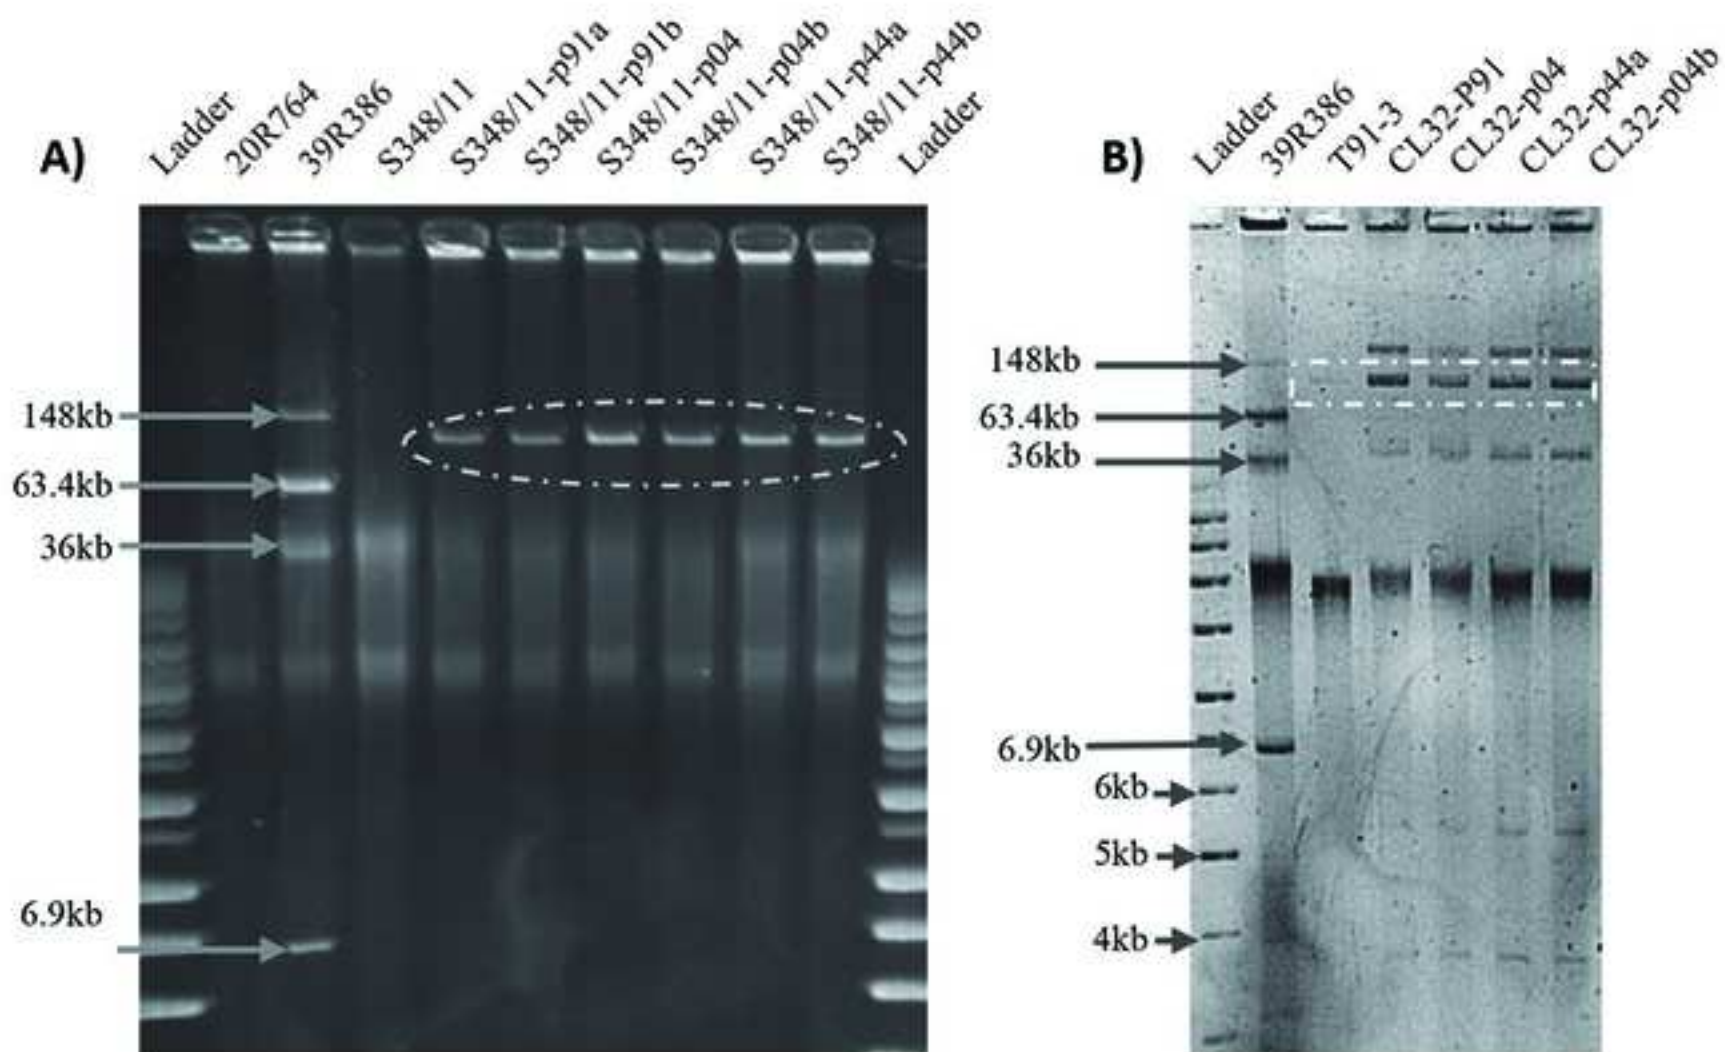 A)
Ladder
20R764
39R386
S348/11
S348/11-p91a
S348/11-p91b
S348/11-p04
S348/11-p04b
S348/11-p44a
S348/11-p44b
Ladder
148kb
63.4kb
36kb
6.9kb
B)
Ladder
39R386
T91-3
CL32-P91
CL32-p04
CL32-p44a
CL32-p04b
148kb
63.4kb
36kb
6.9kb
6kb
5kb
4kb